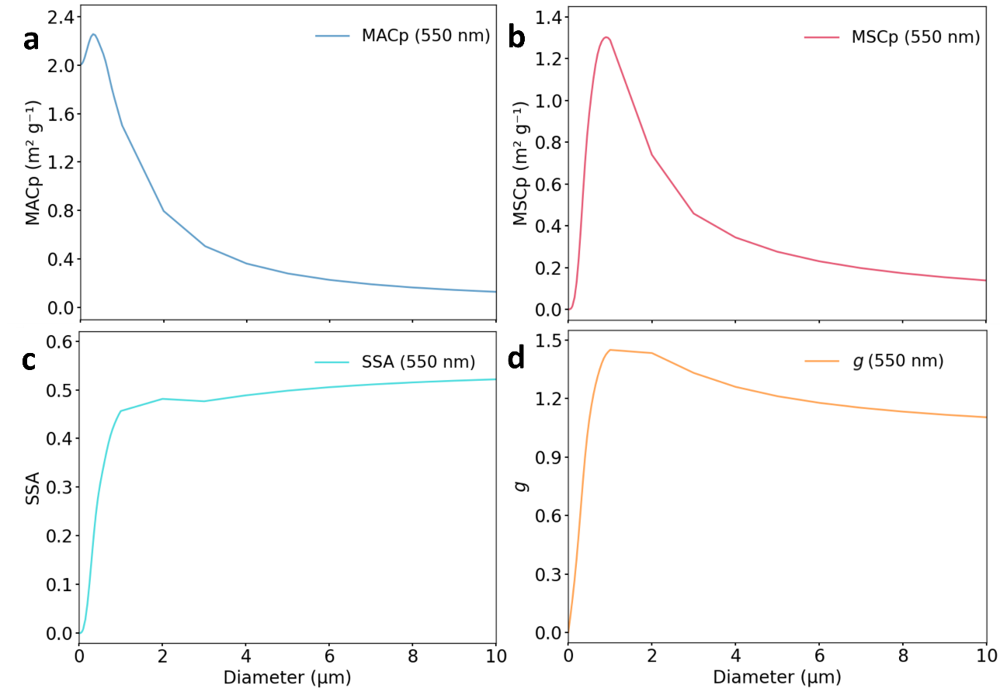 a
MACp (550 nm)
MACp (m² g⁻¹)
2.4
2.0
1.6
1.2
0.8
0.4
0.0
b
MSCp (550 nm)
MSCp (m² g⁻¹)
1.4
1.2
1.0
0.8
0.6
0.4
0.2
0.0
c
SSA (550 nm)
SSA
0.6
0.5
0.4
0.3
0.2
0.1
0.0
0 2 4 6 8 10
Diameter (μm)
d
g (550 nm)
g
1.5
1.2
0.9
0.6
0.3
0.0
0 2 4 6 8 10
Diameter (μm)